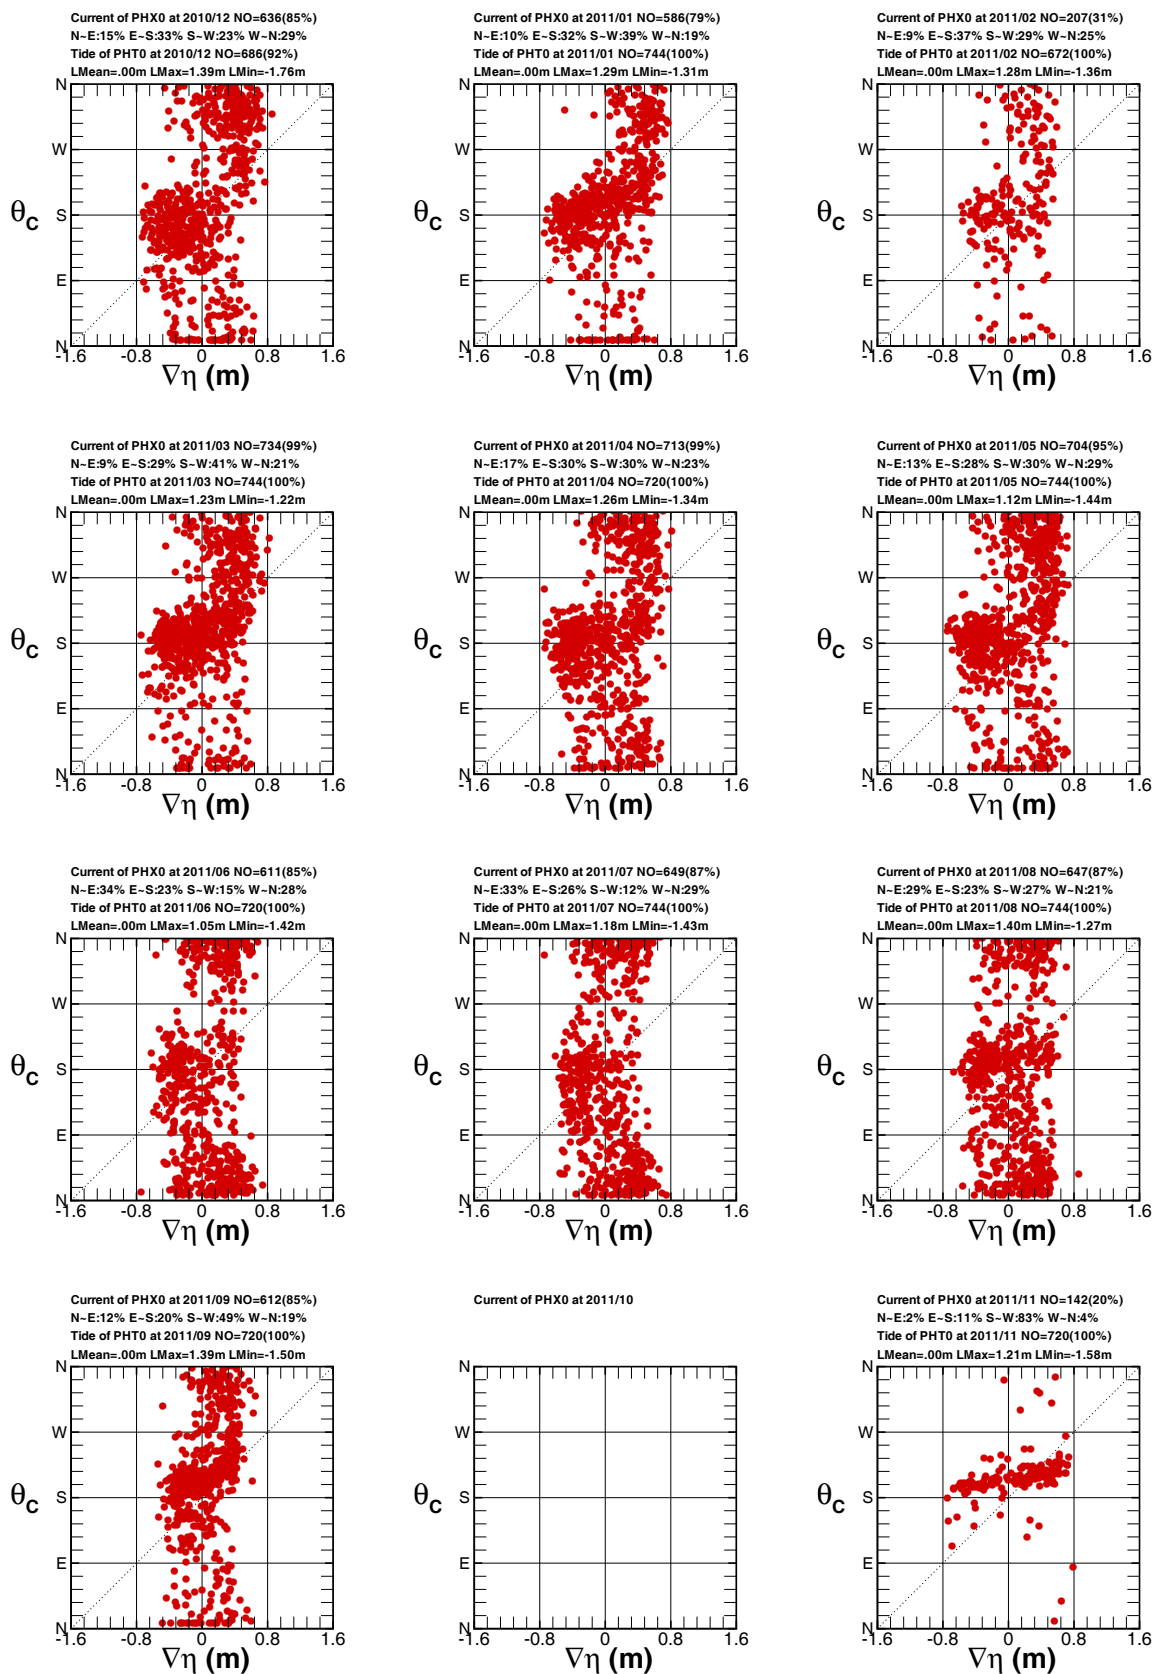 Current of PHX0 at 2010/12 NO=636(85%)
N~E:15% E~S:33% S~W:23% W~N:29%
Tide of PHT0 at 2010/12 NO=686(92%)
LMean=.00m LMax=1.39m LMin=-1.76m
N
W
θC S
E
N
-1.6 -0.8 0 0.8 1.6
∇η (m)
Current of PHX0 at 2011/01 NO=586(79%)
N~E:10% E~S:32% S~W:39% W~N:19%
Tide of PHT0 at 2011/01 NO=744(100%)
LMean=.00m LMax=1.29m LMin=-1.31m
N
W
θC S
E
N
-1.6 -0.8 0 0.8 1.6
∇η (m)
Current of PHX0 at 2011/02 NO=207(31%)
N~E:9% E~S:37% S~W:29% W~N:25%
Tide of PHT0 at 2011/02 NO=672(100%)
LMean=.00m LMax=1.28m LMin=-1.36m
N
W
θC S
E
N
-1.6 -0.8 0 0.8 1.6
∇η (m)
Current of PHX0 at 2011/03 NO=734(99%)
N~E:9% E~S:29% S~W:41% W~N:21%
Tide of PHT0 at 2011/03 NO=744(100%)
LMean=.00m LMax=1.23m LMin=-1.22m
N
W
θC S
E
N
-1.6 -0.8 0 0.8 1.6
∇η (m)
Current of PHX0 at 2011/04 NO=713(99%)
N~E:17% E~S:30% S~W:30% W~N:23%
Tide of PHT0 at 2011/04 NO=720(100%)
LMean=.00m LMax=1.26m LMin=-1.34m
N
W
θC S
E
N
-1.6 -0.8 0 0.8 1.6
∇η (m)
Current of PHX0 at 2011/05 NO=704(95%)
N~E:13% E~S:28% S~W:30% W~N:29%
Tide of PHT0 at 2011/05 NO=744(100%)
LMean=.00m LMax=1.12m LMin=-1.44m
N
W
θC S
E
N
-1.6 -0.8 0 0.8 1.6
∇η (m)
Current of PHX0 at 2011/06 NO=611(85%)
N~E:34% E~S:23% S~W:15% W~N:28%
Tide of PHT0 at 2011/06 NO=720(100%)
LMean=.00m LMax=1.05m LMin=-1.42m
N
W
θC S
E
N
-1.6 -0.8 0 0.8 1.6
∇η (m)
Current of PHX0 at 2011/07 NO=649(87%)
N~E:33% E~S:26% S~W:12% W~N:29%
Tide of PHT0 at 2011/07 NO=744(100%)
LMean=.00m LMax=1.18m LMin=-1.43m
N
W
θC S
E
N
-1.6 -0.8 0 0.8 1.6
∇η (m)
Current of PHX0 at 2011/08 NO=647(87%)
N~E:29% E~S:23% S~W:27% W~N:21%
Tide of PHT0 at 2011/08 NO=744(100%)
LMean=.00m LMax=1.40m LMin=-1.27m
N
W
θC S
E
N
-1.6 -0.8 0 0.8 1.6
∇η (m)
Current of PHX0 at 2011/09 NO=612(85%)
N~E:12% E~S:20% S~W:49% W~N:19%
Tide of PHT0 at 2011/09 NO=720(100%)
LMean=.00m LMax=1.39m LMin=-1.50m
N
W
θC S
E
N
-1.6 -0.8 0 0.8 1.6
∇η (m)
Current of PHX0 at 2011/10
N
W
θC S
E
N
-1.6 -0.8 0 0.8 1.6
∇η (m)
Current of PHX0 at 2011/11 NO=142(20%)
N~E:2% E~S:11% S~W:83% W~N:4%
Tide of PHT0 at 2011/11 NO=720(100%)
LMean=.00m LMax=1.21m LMin=-1.58m
N
W
θC S
E
N
-1.6 -0.8 0 0.8 1.6
∇η (m)